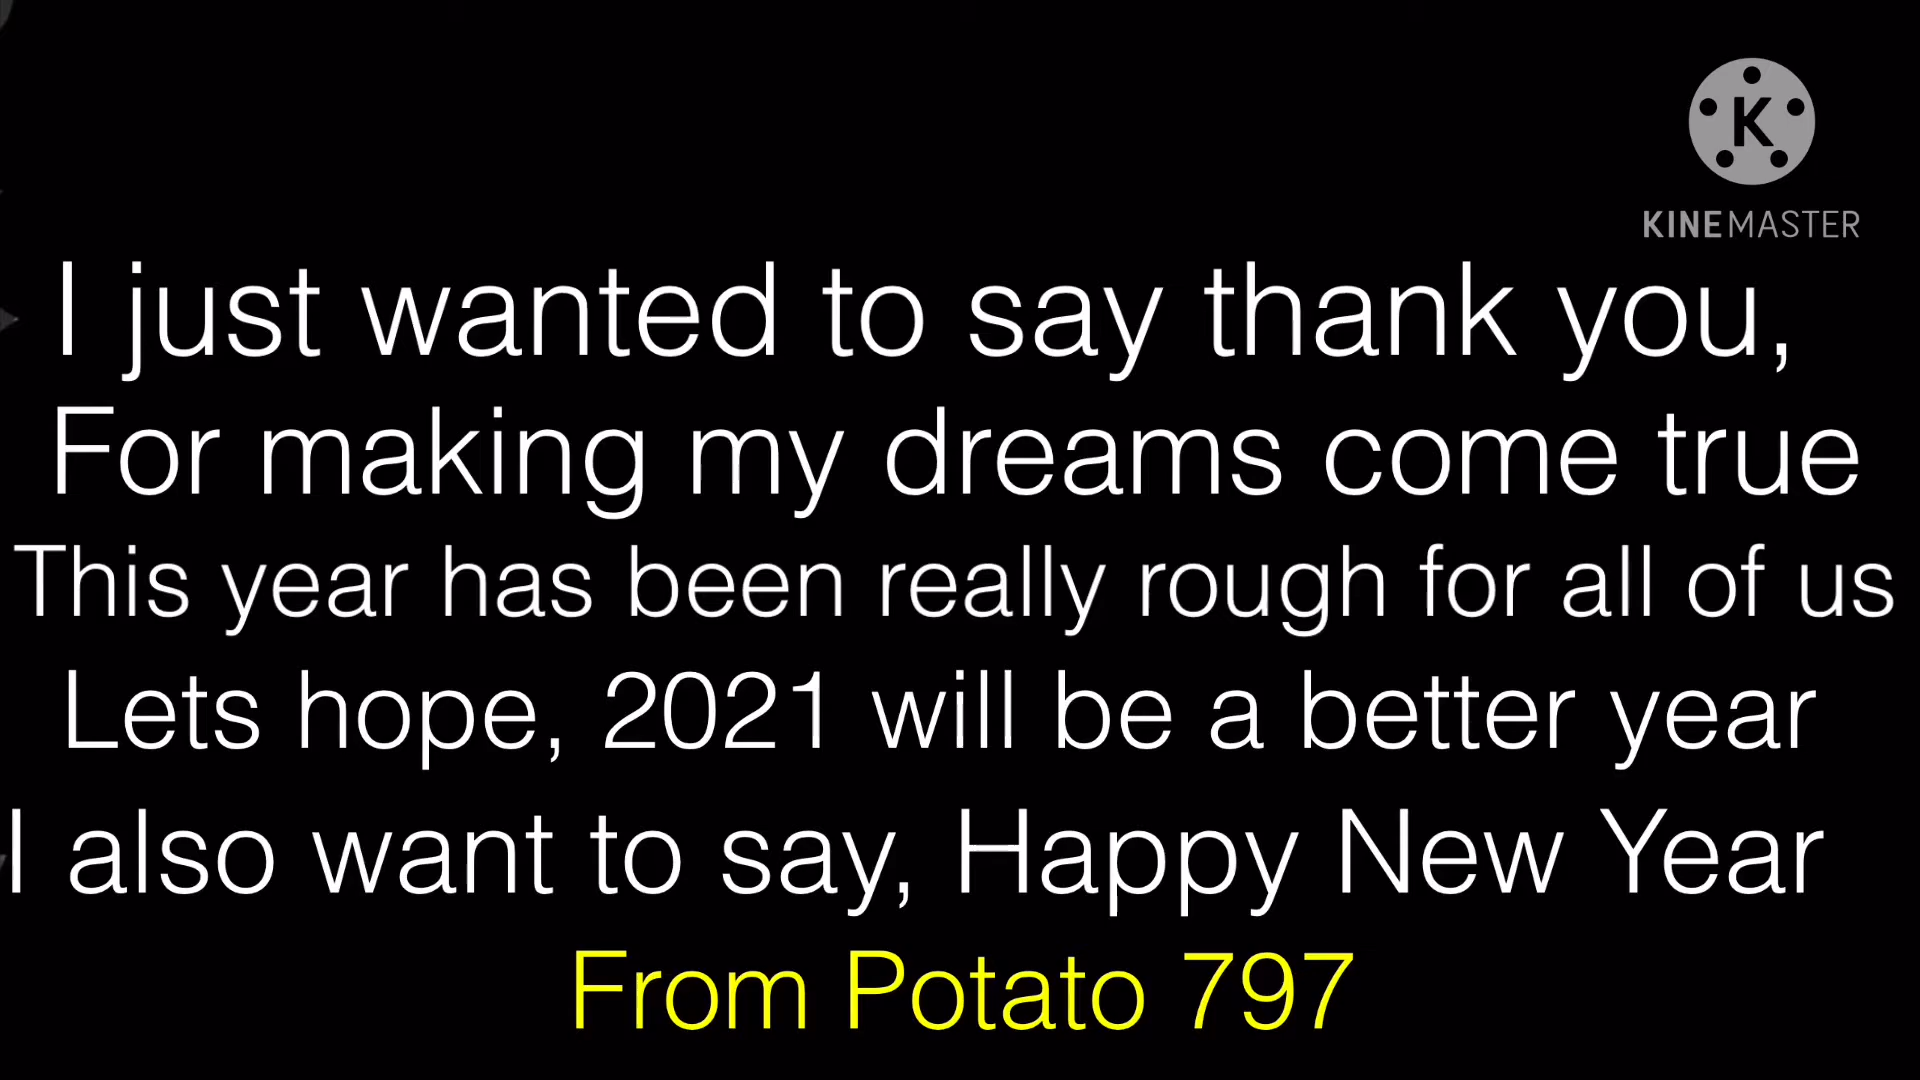 K
KINEMASTER
I just wanted to say thank you,
For making my dreams come true
This year has been really rough for all of us
Lets hope, 2021 will be a better year
I also want to say, Happy New Year
From Potato 797